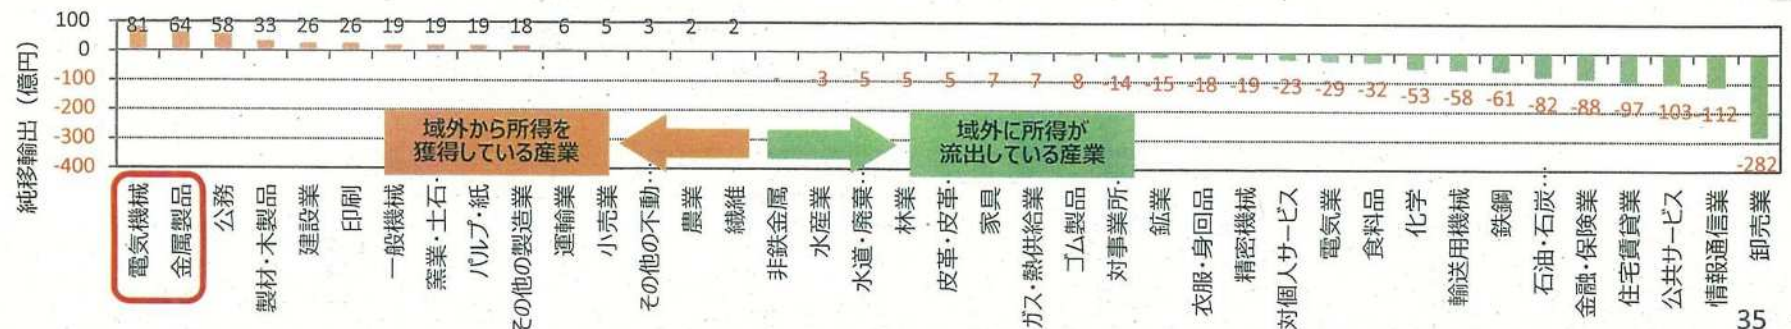 純移輸出（億円）
100
0
-100
-200
-300
-400
81 64 58 33 26 26 19 19 19 18 6 5 3 2 2
- -3 -5 -5 -5 -7 -7 -8 -14 -15 -18 -19 -23 -29 -32 -53 -58 -61 -82 -88 -97 -103 -112 -282
域外から所得を
獲得している産業
域外に所得が
流出している産業
電気機械
金属製品
公務
製材・木製品
建設業
印刷
一般機械
窯業・土石・
パルプ・紙
その他の製造業
運輸業
小売業
その他の不動…
農業
繊維
非鉄金属
水産業
水道・廃棄…
林業
皮革・皮革・
家具
ガス・熱供給業
ゴム製品
対事業所・
鉱業
衣服・身回品
精密機械
対個人サービス
電気業
食料品
化学
輸送用機械
鉄鋼
石油・石炭…
金融・保険業
住宅賃貸業
公共サービス
情報通信業
卸売業
35